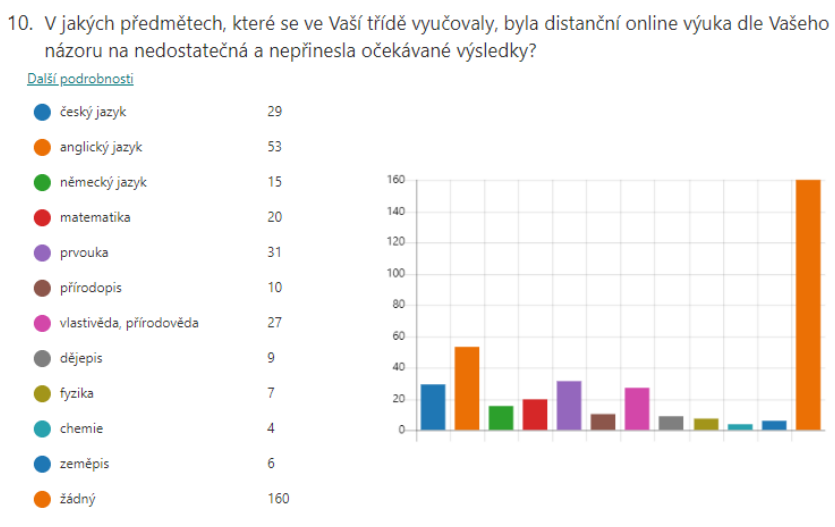 10. V jakých předmětech, které se ve Vaší třídě vyučovaly, byla distanční online výuka dle Vašeho
názoru na nedostatečná a nepřinesla očekávané výsledky?
Další podrobnosti
český jazyk 29
anglický jazyk 53
německý jazyk 15
matematika 20
prvouka 31
přírodopis 10
vlastivěda, přírodověda 27
dějepis 9
fyzika 7
chemie 4
zeměpis 6
žádný 160
160
140
120
100
80
60
40
20
0